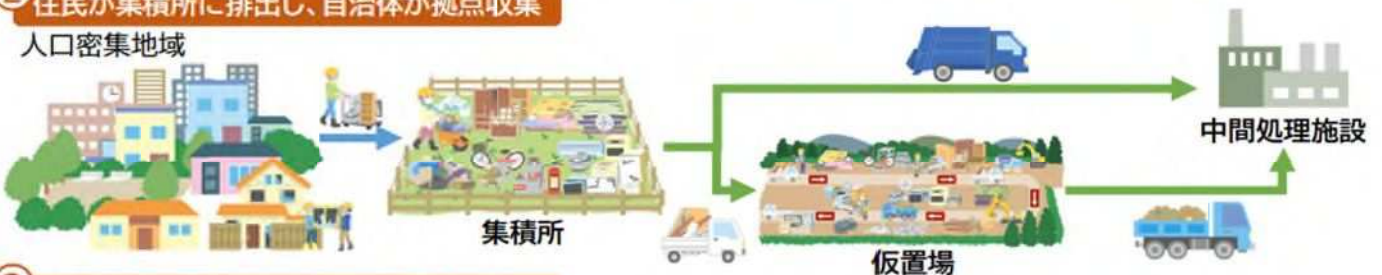 住民が集積所に排出し、自治体が拠点収集
人口密集地域
中間処理施設
集積所
仮置場